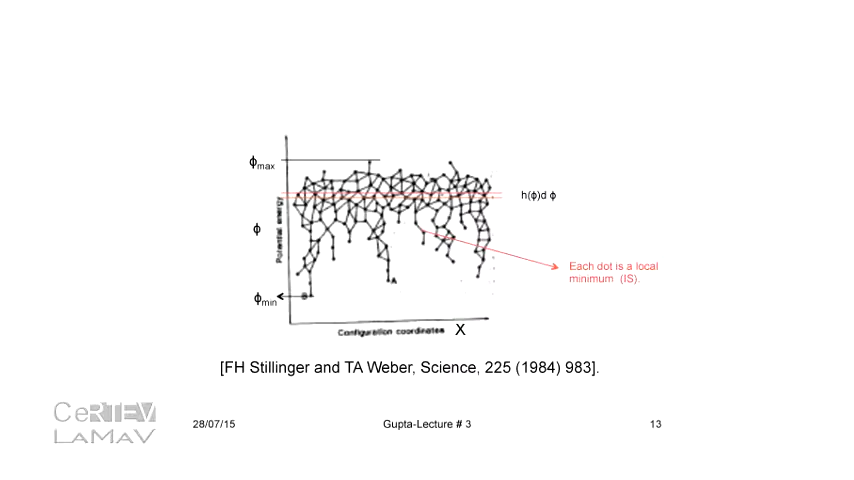 ϕmax
h(ϕ)d ϕ
ϕ
Potential energy
Each dot is a local
minimum (IS).
A
ϕmin
B
Configuration coordinates X
[FH Stillinger and TA Weber, Science, 225 (1984) 983].
CeRTEV
LaMaV
28/07/15
Gupta-Lecture # 3
13